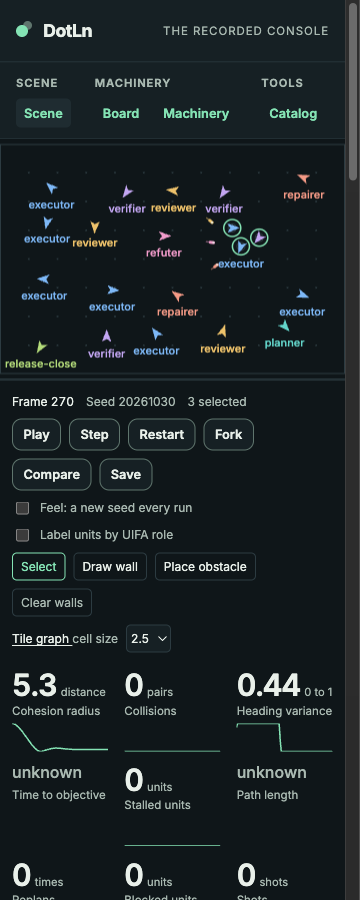 DotLn THE RECORDED CONSOLE
SCENE MACHINERY TOOLS
Scene Board Machinery Catalog
repairer
executor verifier reviewer verifier
executor reviewer
refuter executor
executor
executor repairer executor
planner
release-close verifier executor reviewer
Frame 270 Seed 20261030 3 selected
Play Step Restart Fork
Compare Save
Feel: a new seed every run
Label units by UIFA role
Select Draw wall Place obstacle
Clear walls
Tile graph cell size 2.5
5.3 distance 0 pairs 0.44 0 to 1
Cohesion radius Collisions Heading variance
unknown 0 units unknown
Time to objective Stalled units Path length
0 times 0 units 0 shots
Replans Blocked units Shots